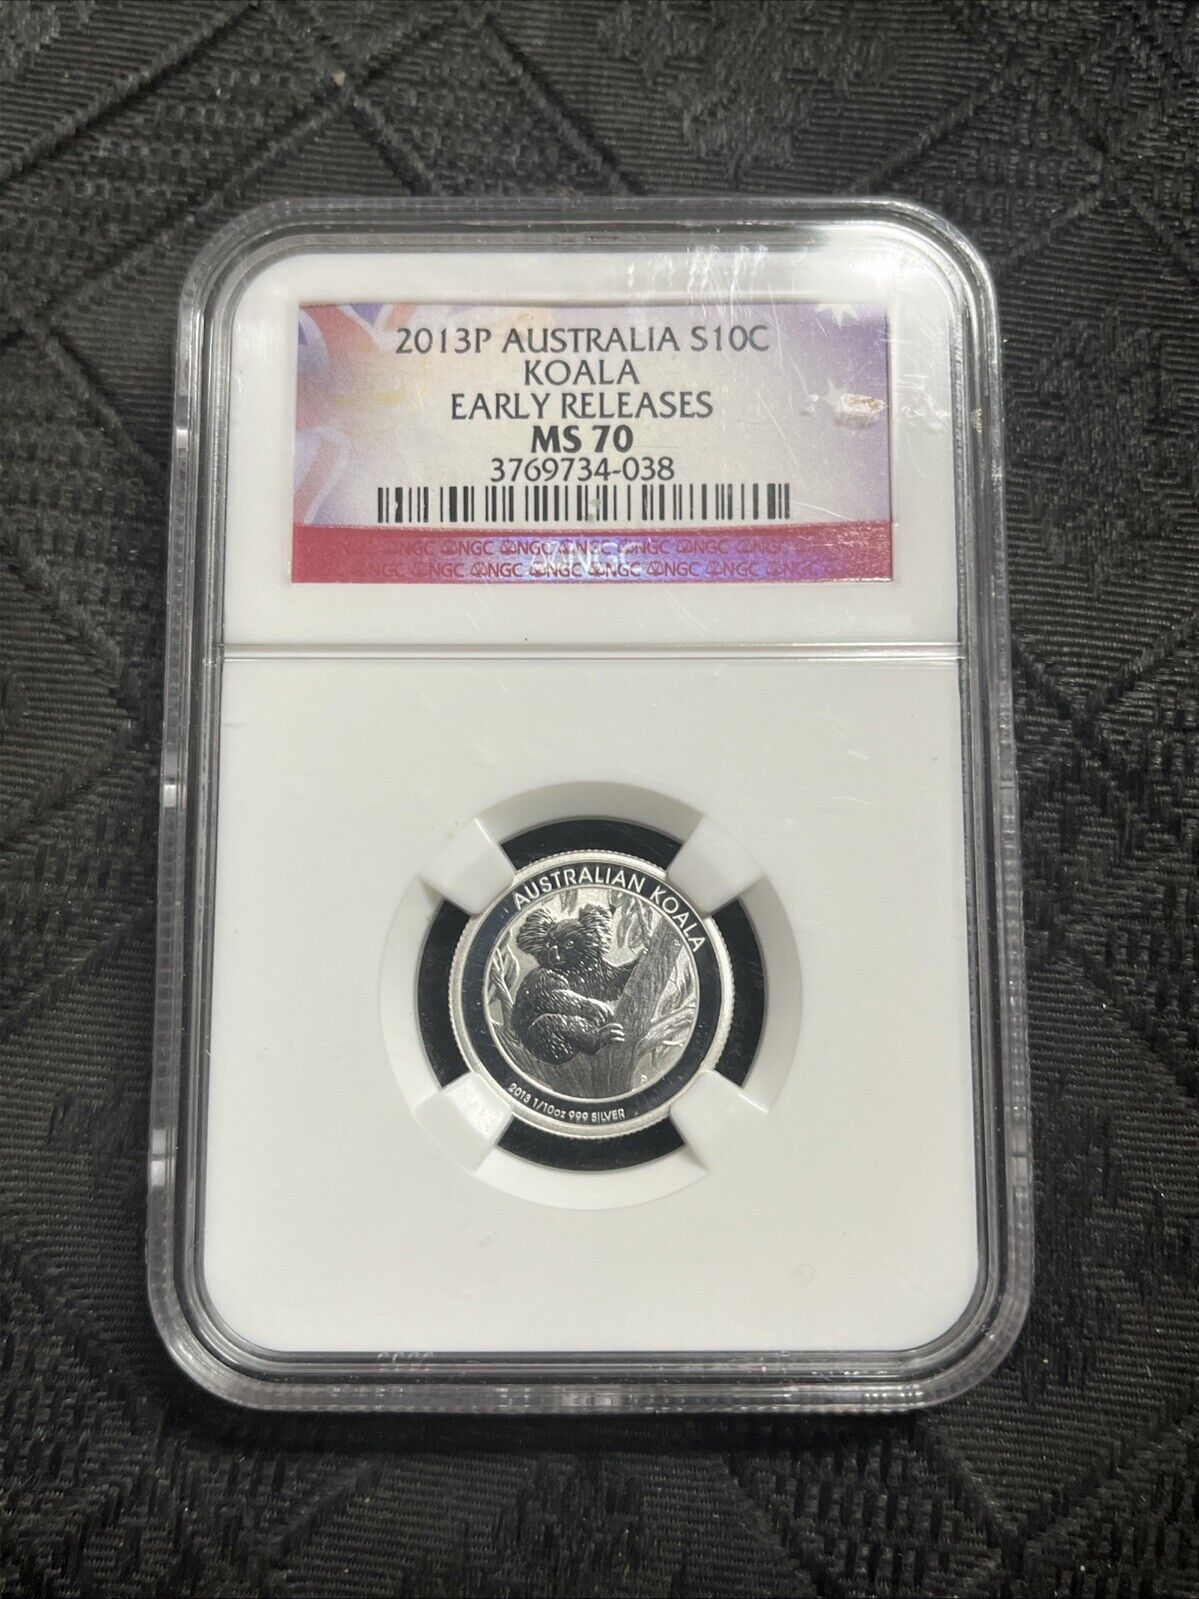 2013P AUSTRALIA S10C
KOALA
EARLY RELEASES
MS 70
3769734-038
NGC NGC NGC NGC NGC NGC NGC
NGC
NGC NGC NGC NGC NGC NGC NGC
AUSTRALIAN KOALA
P
2013 1/10oz 999 SILVER